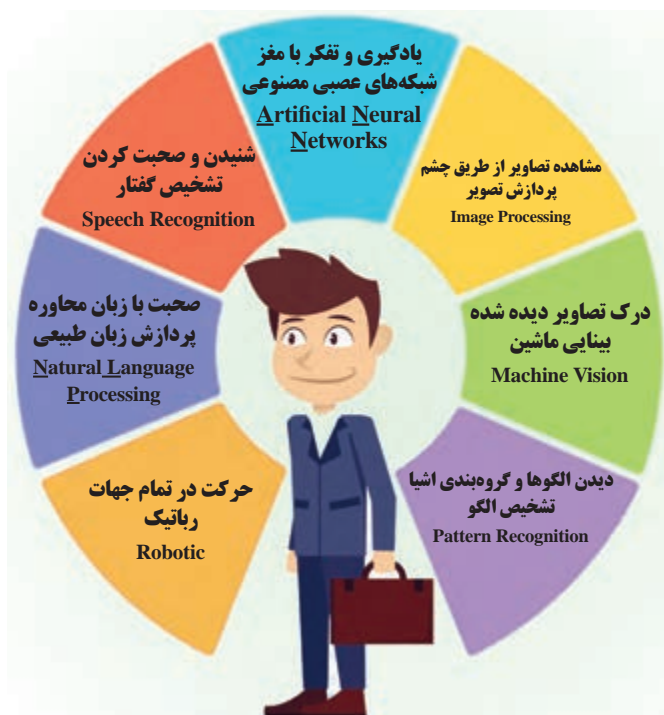 یادگیری و تفکر با مغز
شبکه‌های عصبی مصنوعی
Artificial Neural
Networks
مشاهده تصاویر از طریق چشم
پردازش تصویر
Image Processing
درک تصاویر دیده شده
بینایی ماشین
Machine Vision
دیدن الگوها و گروه‌بندی اشیا
تشخیص الگو
Pattern Recognition
شنیدن و صحبت کردن
تشخیص گفتار
Speech Recognition
صحبت با زبان محاوره
پردازش زبان طبیعی
Natural Language
Processing
حرکت در تمام جهات
رباتیک
Robotic